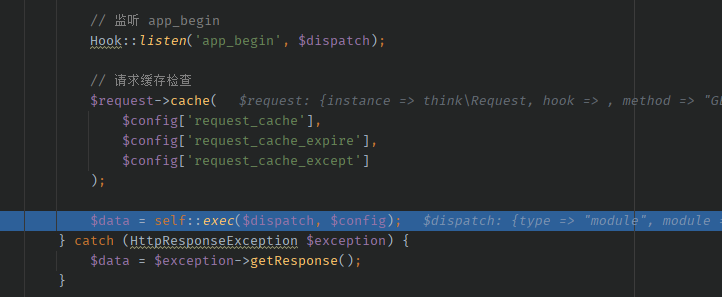 // 监听 app_begin
Hook::listen('app_begin', $dispatch);
// 请求缓存检查
$request->cache( $request: {instance => think\Request, hook => , method => "GE
$config['request_cache'],
$config['request_cache_expire'],
$config['request_cache_except']
);
$data = self::exec($dispatch, $config); $dispatch: {type => "module", module =
} catch (HttpResponseException $exception) {
$data = $exception->getResponse();
}